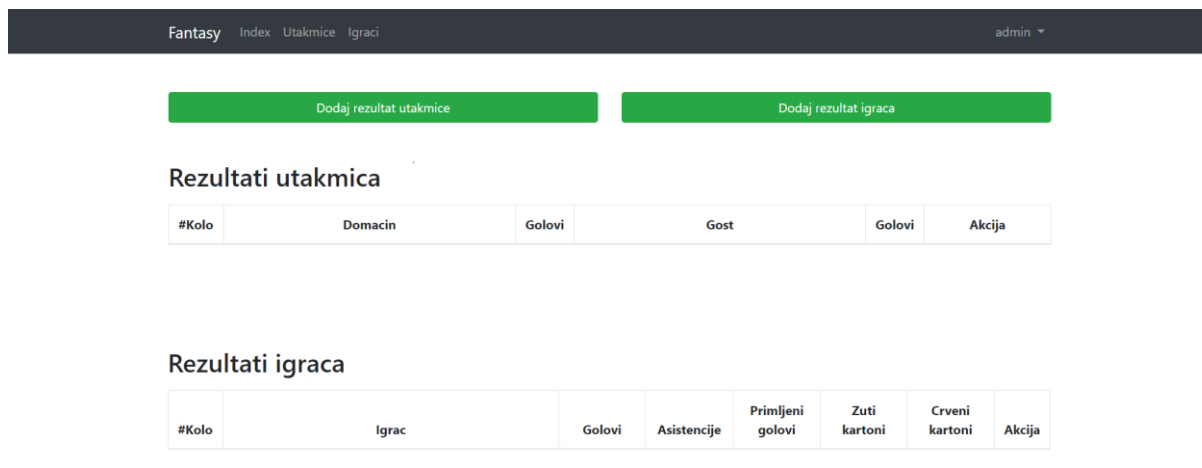 Fantasy Index Utakmice Igraci admin
Dodaj rezultat utakmice Dodaj rezultat igraca
Rezultati utakmica
#Kolo Domacin Golovi Gost Golovi Akcija
Rezultati igraca
#Kolo Igrac Golovi Asistencije Primljeni golovi Zuti kartoni Crveni kartoni Akcija